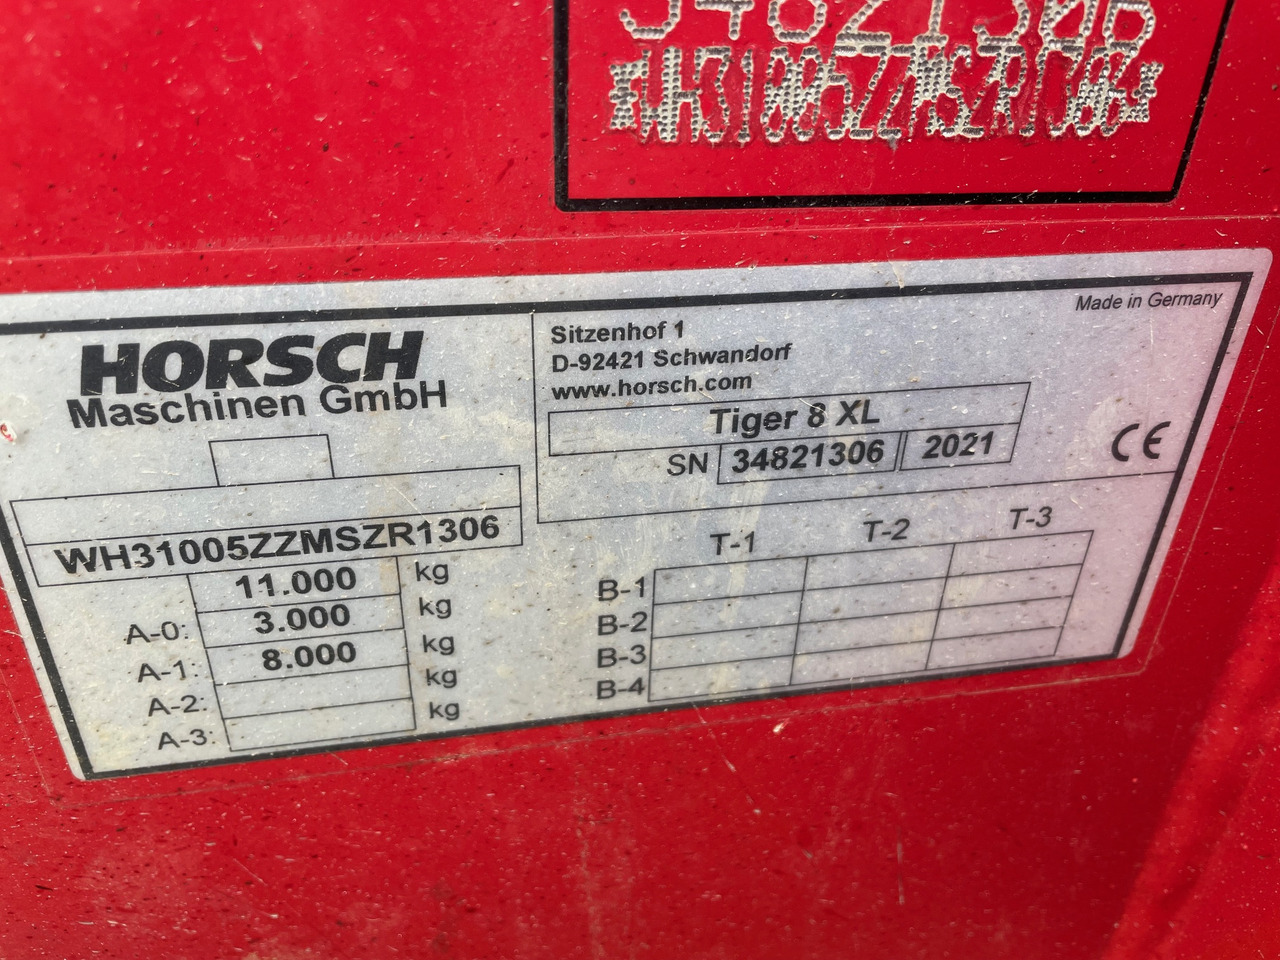 34821306
*WH31005ZZMSZR1306*
Made in Germany
HORSCH
Maschinen GmbH
Sitzenhof 1
D-92421 Schwandorf
www.horsch.com
Tiger 8 XL
SN 34821306 2021
CE
WH31005ZZMSZR1306
11.000 kg
A-0: 3.000 kg
A-1: 8.000 kg
A-2: kg
A-3: kg
T-1 T-2 T-3
B-1
B-2
B-3
B-4